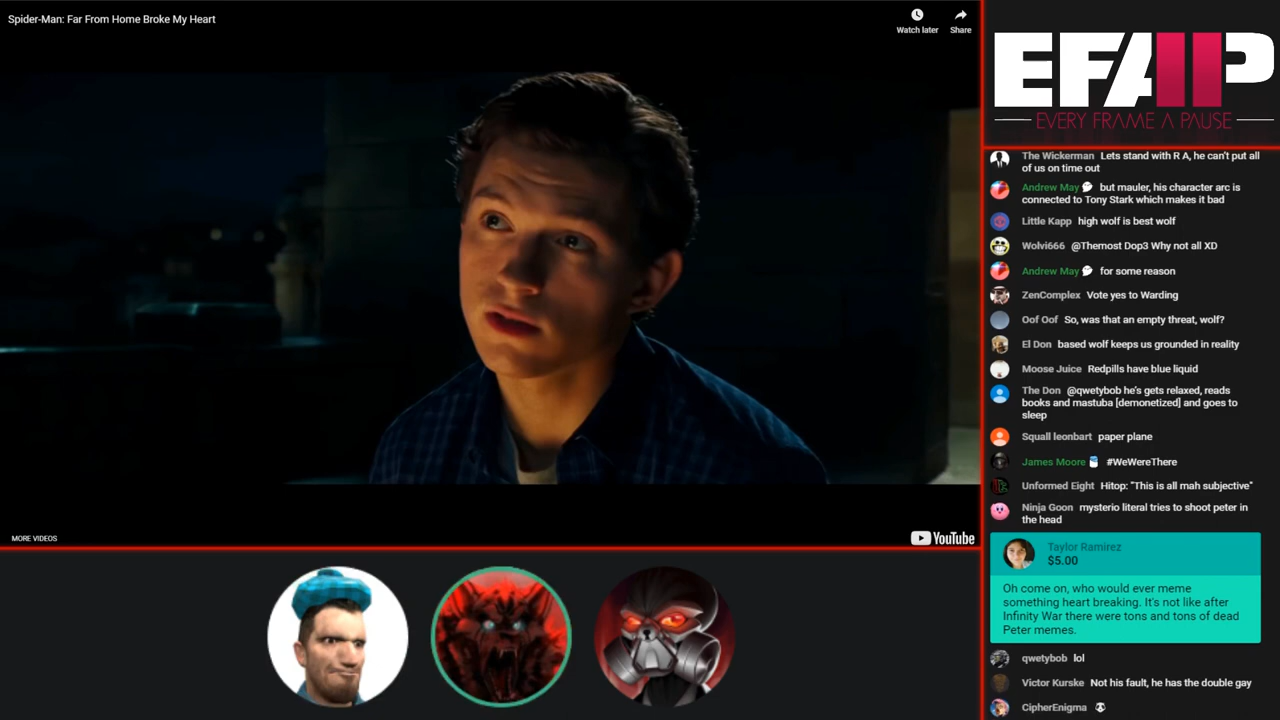 Spider-Man: Far From Home Broke My Heart
Watch later
Share
MORE VIDEOS
YouTube
EFAP
EVERY FRAME A PAUSE
The Wickerman Lets stand with R A, he can't put all
of us on time out
Andrew May but mauler, his character arc is
connected to Tony Stark which makes it bad
Little Kapp high wolf is best wolf
Wolvi666 @Themost Dop3 Why not all XD
Andrew May for some reason
ZenComplex Vote yes to Warding
Oof Oof So, was that an empty threat, wolf?
El Don based wolf keeps us grounded in reality
Moose Juice Redpills have blue liquid
The Don @qwetybob he's gets relaxed, reads
books and mastuba [demonetized] and goes to
sleep
Squall leonbart paper plane
James Moore #WeWereThere
Unformed Eight Hitop: "This is all mah subjective"
Ninja Goon mysterio literal tries to shoot peter in
the head
Taylor Ramirez
$5.00
Oh come on, who would ever meme
something heart breaking. It's not like after
Infinity War there were tons and tons of dead
Peter memes.
qwetybob lol
Victor Kurske Not his fault, he has the double gay
CipherEnigma